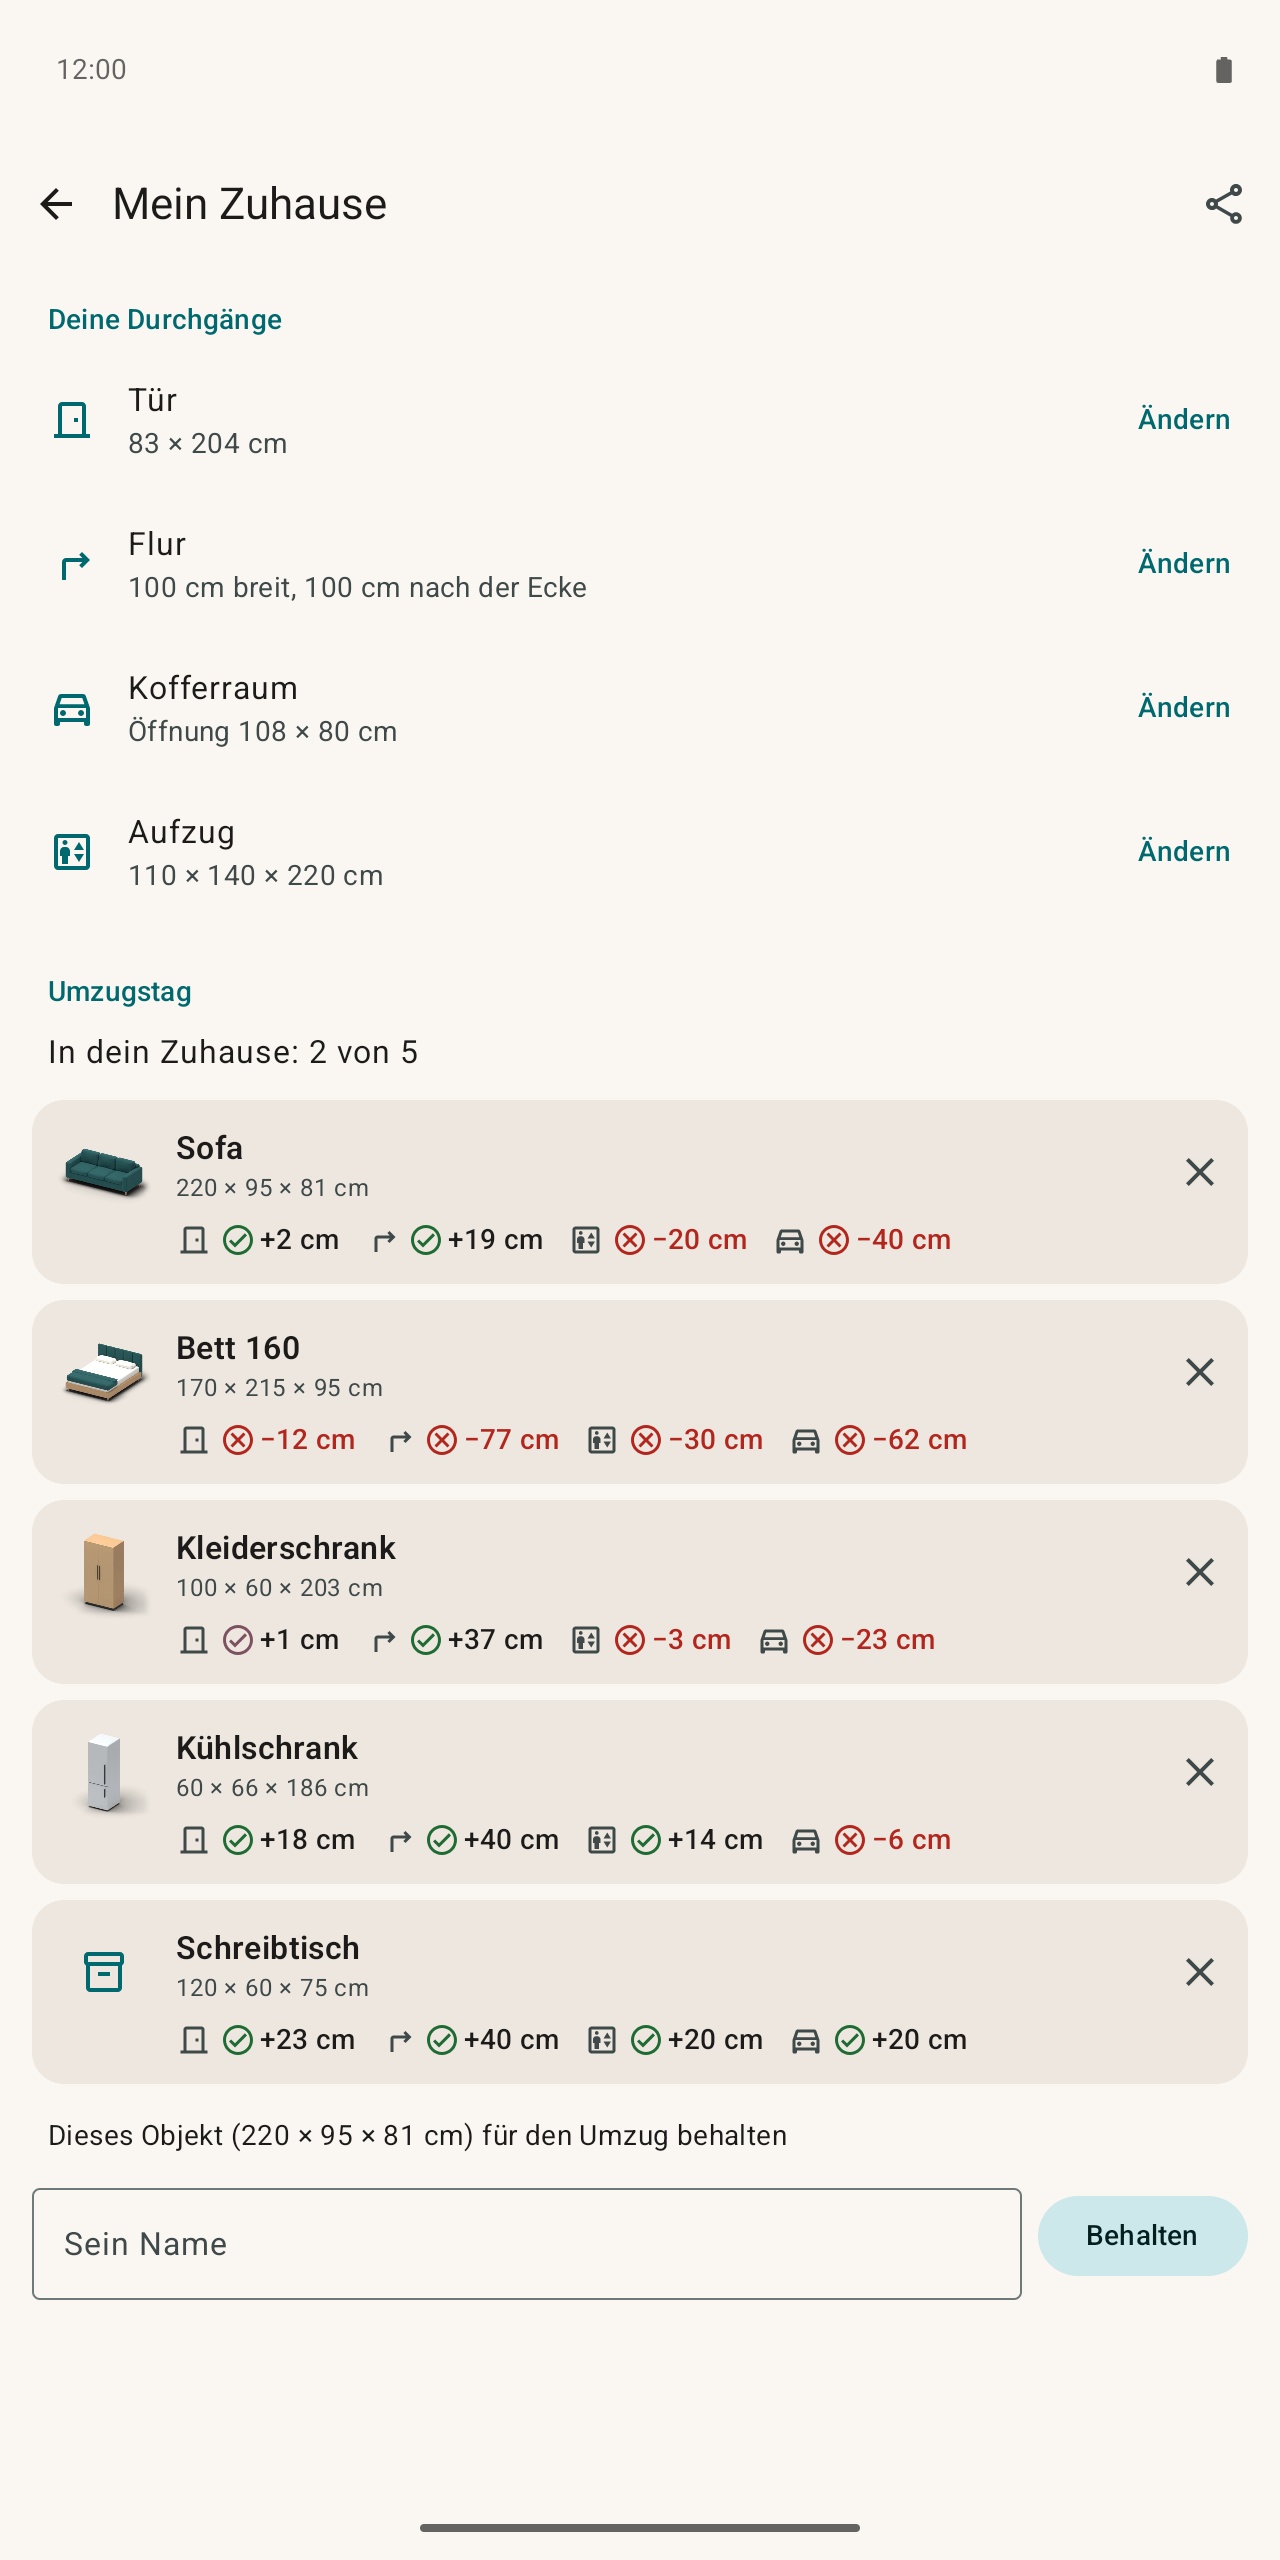 12:00
Mein Zuhause
Deine Durchgänge
Tür
83 × 204 cm
Ändern
Flur
100 cm breit, 100 cm nach der Ecke
Ändern
Kofferraum
Öffnung 108 × 80 cm
Ändern
Aufzug
110 × 140 × 220 cm
Ändern
Umzugstag
In dein Zuhause: 2 von 5
Sofa
220 × 95 × 81 cm
+2 cm +19 cm −20 cm −40 cm
Bett 160
170 × 215 × 95 cm
−12 cm −77 cm −30 cm −62 cm
Kleiderschrank
100 × 60 × 203 cm
+1 cm +37 cm −3 cm −23 cm
Kühlschrank
60 × 66 × 186 cm
+18 cm +40 cm +14 cm −6 cm
Schreibtisch
120 × 60 × 75 cm
+23 cm +40 cm +20 cm +20 cm
Dieses Objekt (220 × 95 × 81 cm) für den Umzug behalten
Sein Name
Behalten